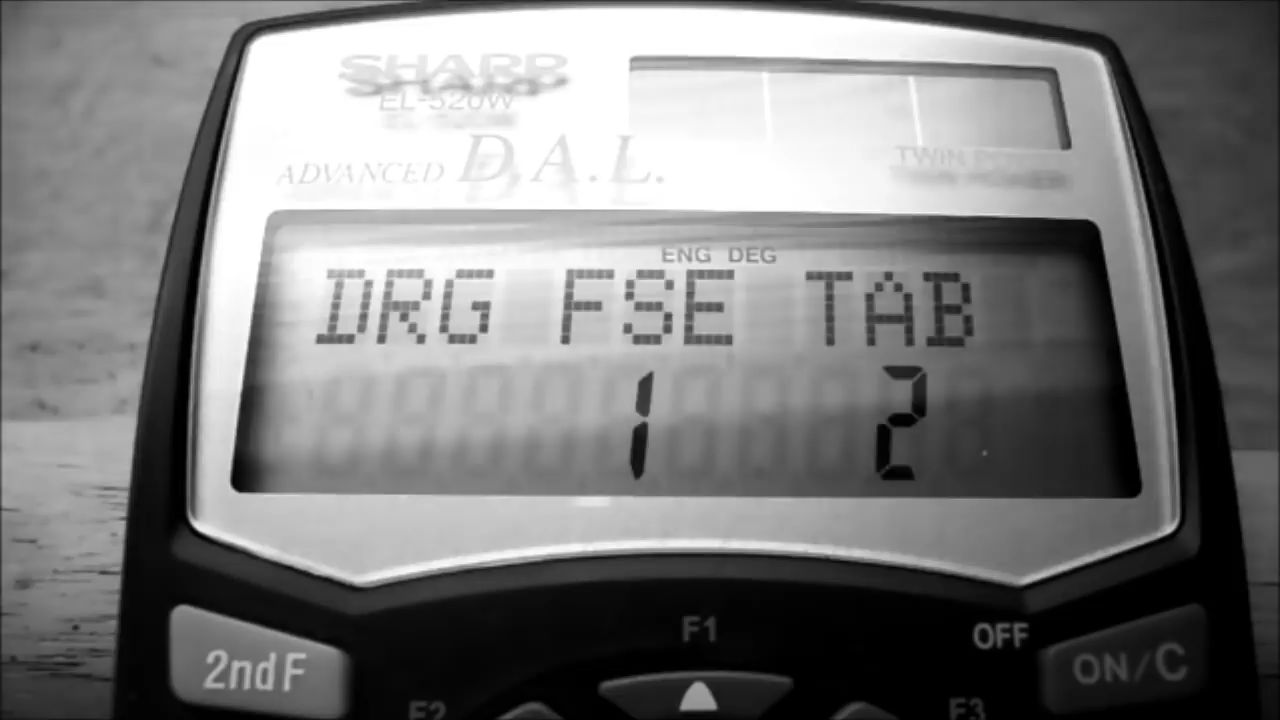 SHARP
EL-520W
ADVANCED D.A.L.
TWIN POWER
ENG DEG
DRG FSE TAB
1 2
2ndF
F1
OFF
ON/C
F2
F3